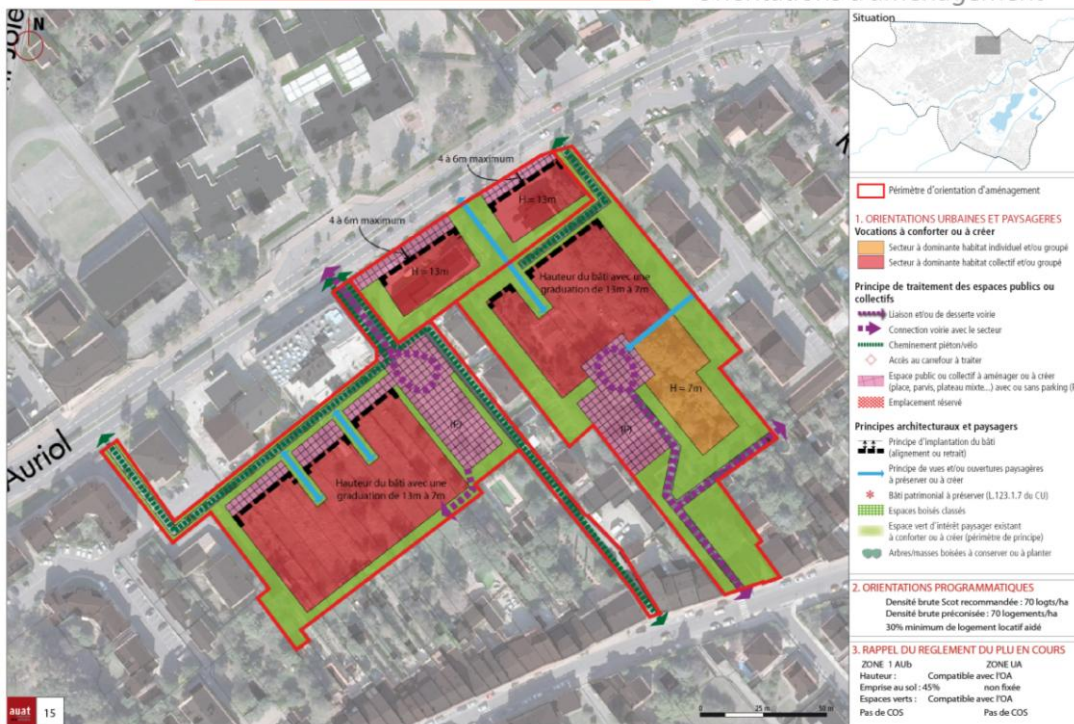 Orientations d'aménagement
N
Joie
Auriol
4 à 6m maximum
H = 13m
4 à 6m maximum
H = 13m
Hauteur du bâti avec une
graduation de 13m à 7m
H = 7m
(P)
(P)
Hauteur du bâti avec une
graduation de 13m à 7m
auat
15
0 25 m 50 m
Situation
Périmètre d'orientation d'aménagement
1. ORIENTATIONS URBAINES ET PAYSAGERES
Vocations à conforter ou à créer
Secteur à dominante habitat individuel et/ou groupé
Secteur à dominante habitat collectif et/ou groupé
Principe de traitement des espaces publics ou
collectifs
Liaison et/ou de desserte voirie
Connection voirie avec le secteur
Cheminement piéton/vélo
Accès au carrefour à traiter
Espace public ou collectif à aménager ou à créer
(place, parvis, plateau mixte...) avec ou sans parking (P
Emplacement réservé
Principes architecturaux et paysagers
Principe d'implantation du bâti
(alignement ou retrait)
Principe de vues et/ou ouvertures paysagères
à préserver ou à créer
Bâti patrimonial à préserver (L.123.1.7 du CU)
Espaces boisés classés
Espace vert d'intérêt paysager existant
à conforter ou à créer (périmètre de principe)
Arbres/masses boisées à conserver ou à planter
2. ORIENTATIONS PROGRAMMATIQUES
Densité brute Scot recommandée : 70 logts/ha
Densité brute préconisée : 70 logements/ha
30% minimum de logement locatif aidé
3. RAPPEL DU REGLEMENT DU PLU EN COURS
ZONE 1 AUb ZONE UA
Hauteur : Compatible avec l'OA
Emprise au sol : 45% non fixée
Espaces verts : Compatible avec l'OA
Pas de COS Pas de COS